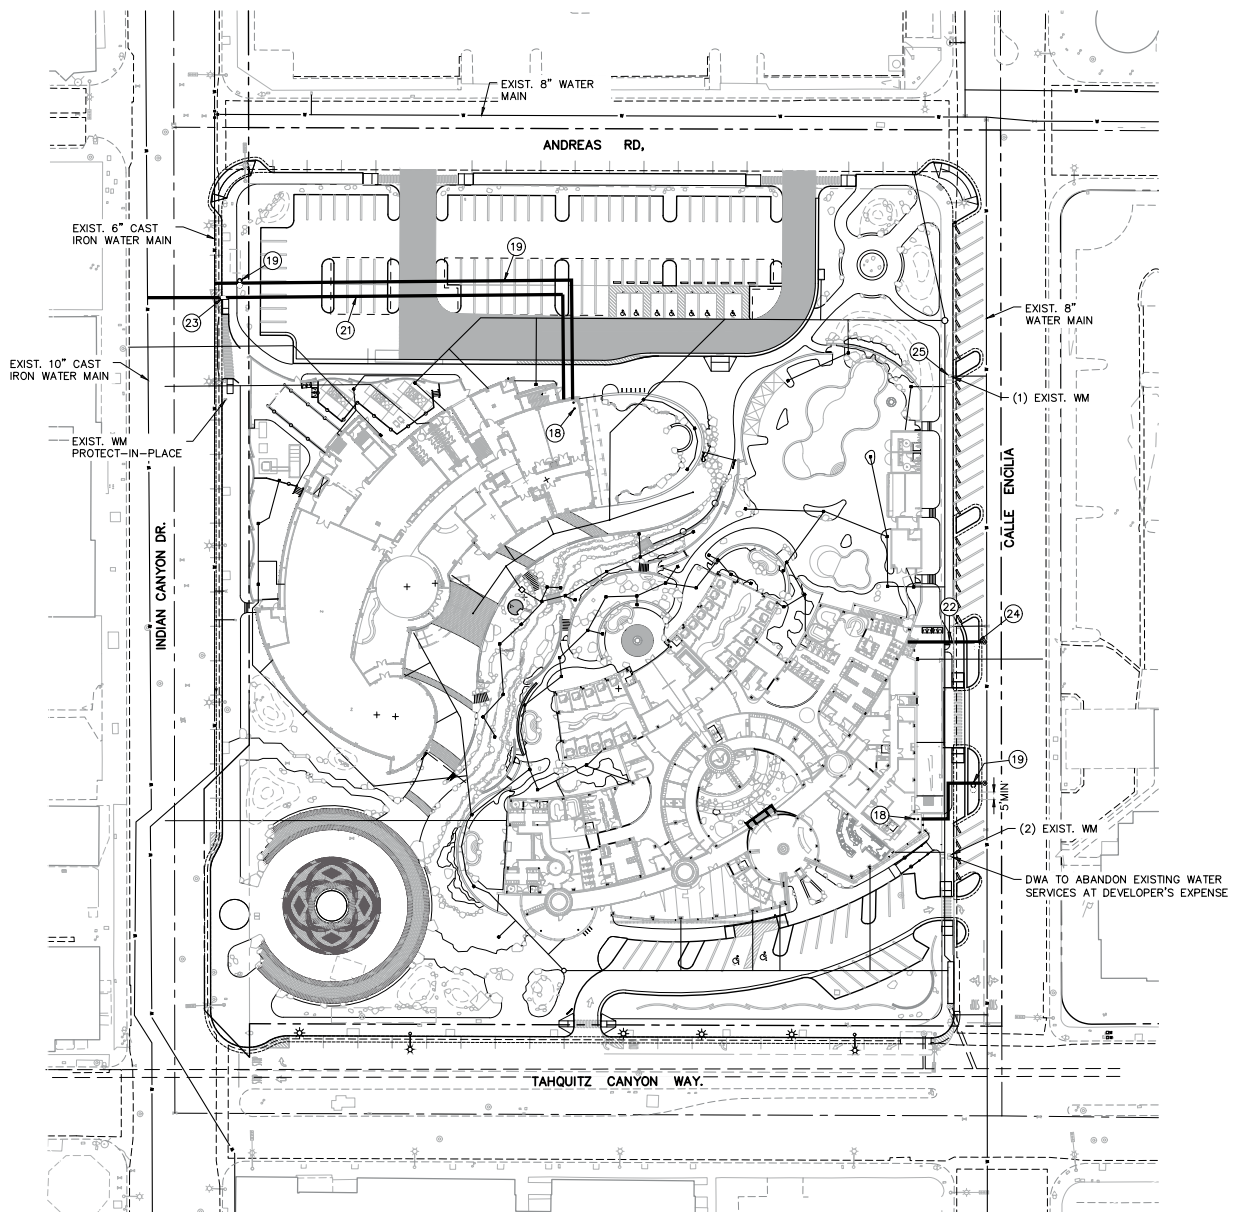 EXIST. 8" WATER
MAIN
ANDREAS RD,
EXIST. 6" CAST
IRON WATER MAIN
19
19
23
21
EXIST. 8"
WATER MAIN
25
EXIST. 10" CAST
IRON WATER MAIN
(1) EXIST. WM
18
EXIST. WM
PROTECT-IN-PLACE
CALLE ENCILIA
INDIAN CANYON DR.
22
24
19
5' MIN
18
(2) EXIST. WM
DWA TO ABANDON EXISTING WATER
SERVICES AT DEVELOPER'S EXPENSE
TAHQUITZ CANYON WAY.